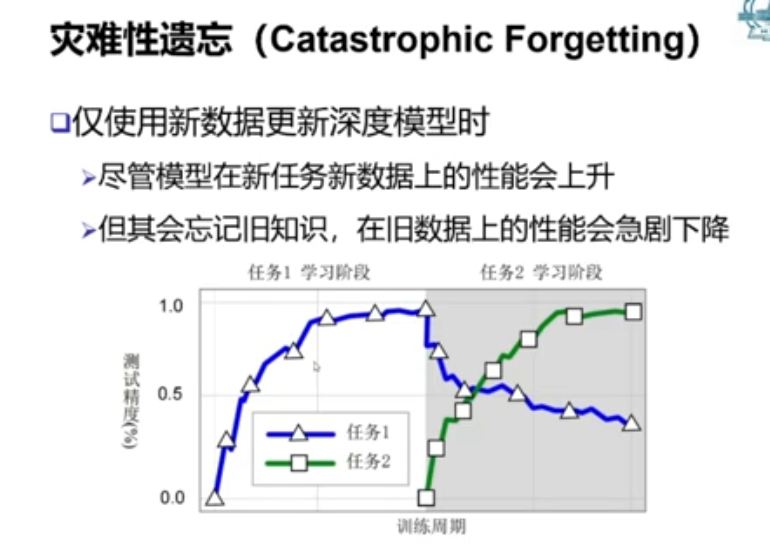 灾难性遗忘（Catastrophic Forgetting）
仅使用新数据更新深度模型时
尽管模型在新任务新数据上的性能会上升
但其会忘记旧知识，在旧数据上的性能会急剧下降
任务1 学习阶段
任务2 学习阶段
1.0
0.5
0.0
测试精度(%)
任务1
任务2
训练周期